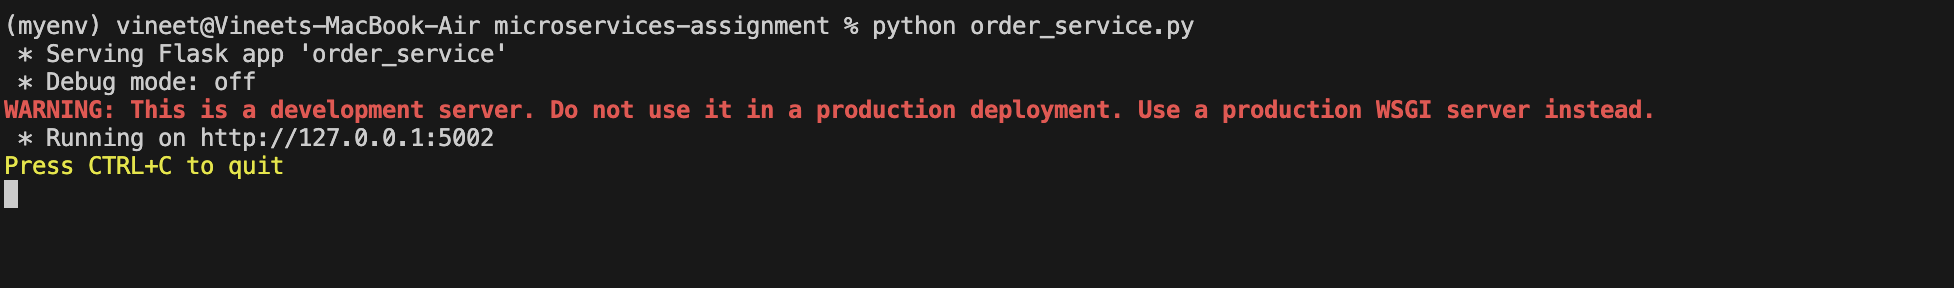 (myenv) vineet@Vineets-MacBook-Air microservices-assignment % python order_service.py
 * Serving Flask app 'order_service'
 * Debug mode: off
WARNING: This is a development server. Do not use it in a production deployment. Use a production WSGI server instead.
 * Running on http://127.0.0.1:5002
Press CTRL+C to quit